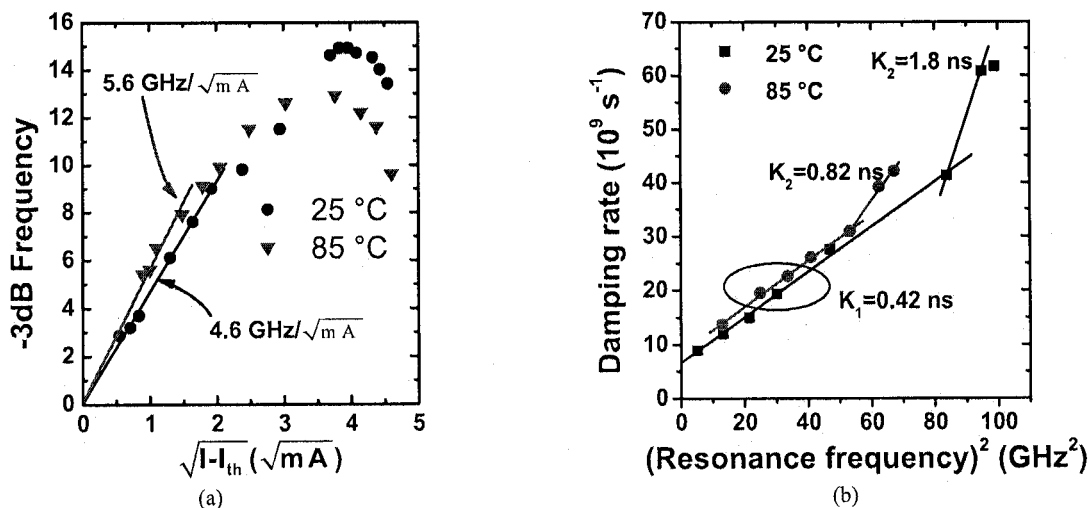 16
14
12
10
8
6
4
2
0
-3dB Frequency
5.6 GHz/√mA
25 °C
85 °C
4.6 GHz/√mA
0 1 2 3 4 5
√I-Ith (√mA)
(a)
70
60
50
40
30
20
10
0
Damping rate (10⁹ s⁻¹)
25 °C
85 °C
K₂=1.8 ns
K₂=0.82 ns
K₁=0.42 ns
0 20 40 60 80 100
(Resonance frequency)² (GHz²)
(b)